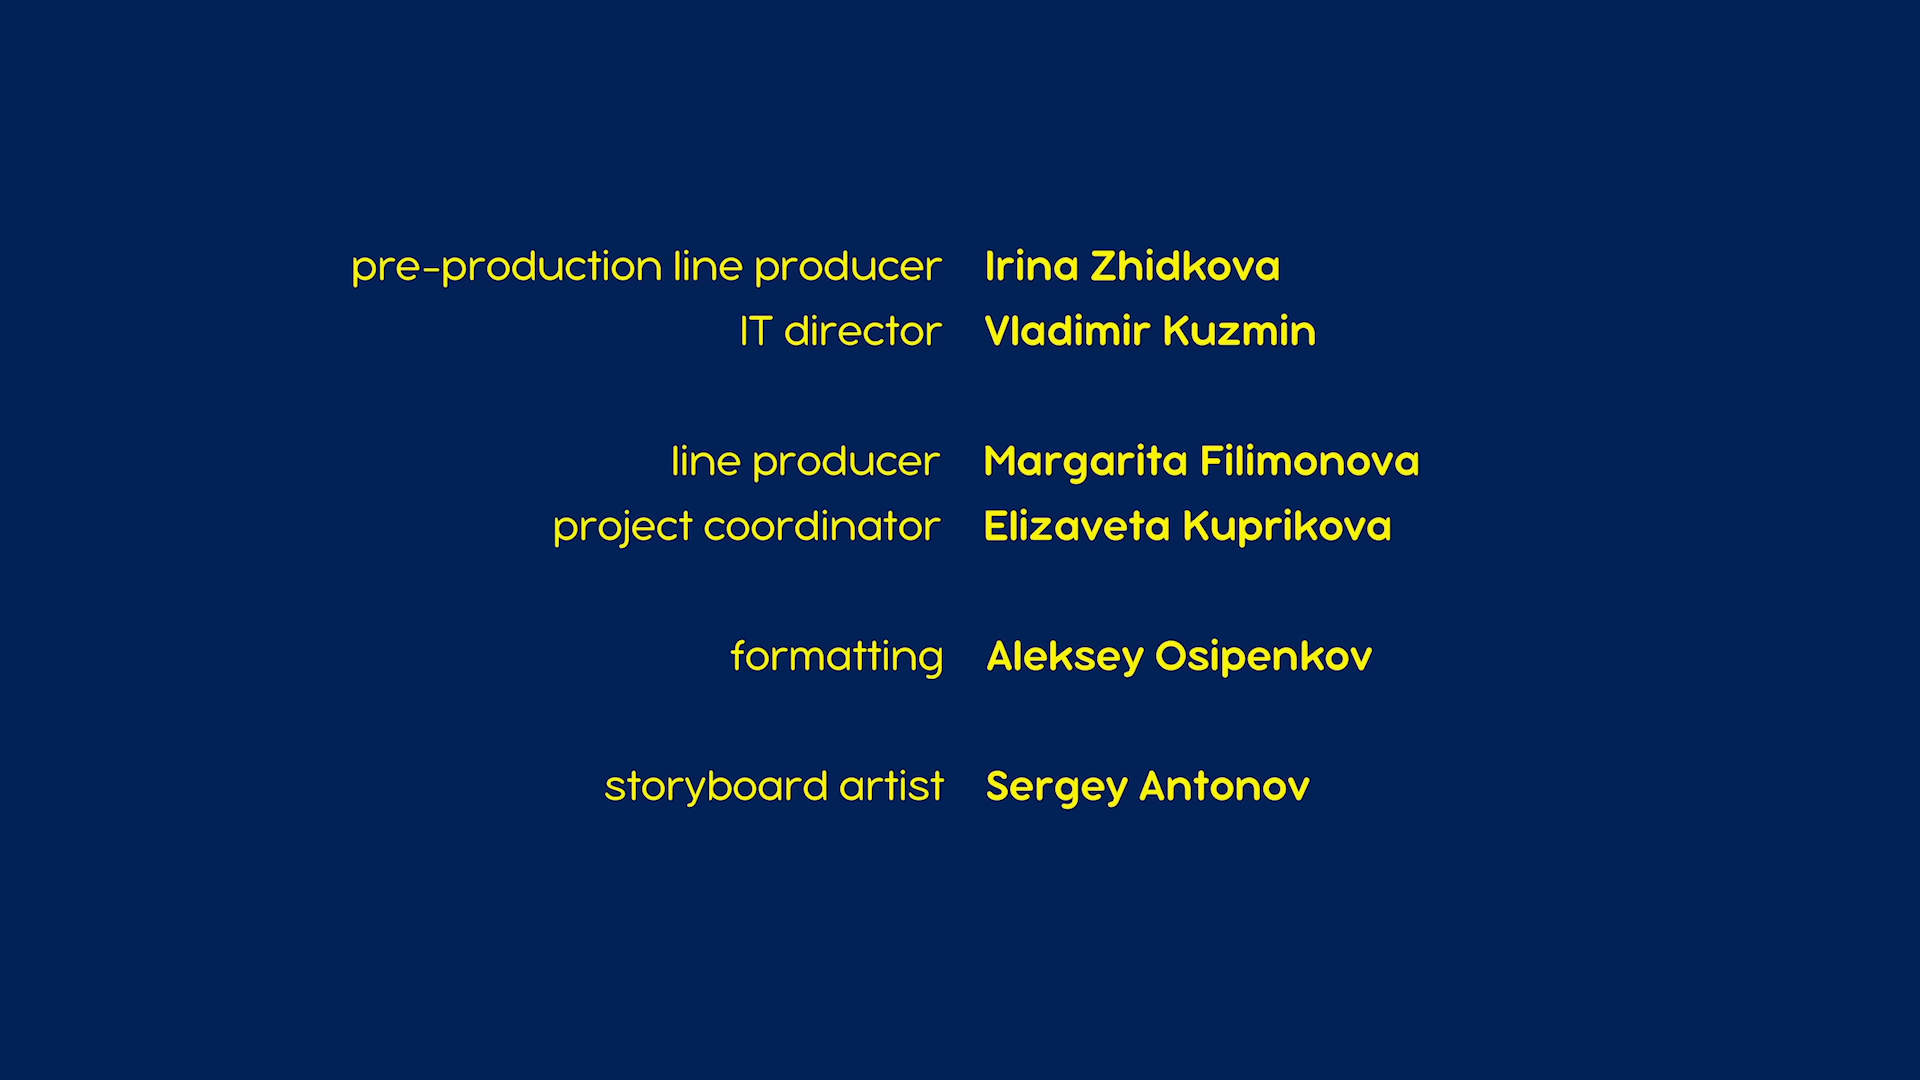 pre-production line producer Irina Zhidkova
IT director Vladimir Kuzmin
line producer Margarita Filimonova
project coordinator Elizaveta Kuprikova
formatting Aleksey Osipenkov
storyboard artist Sergey Antonov